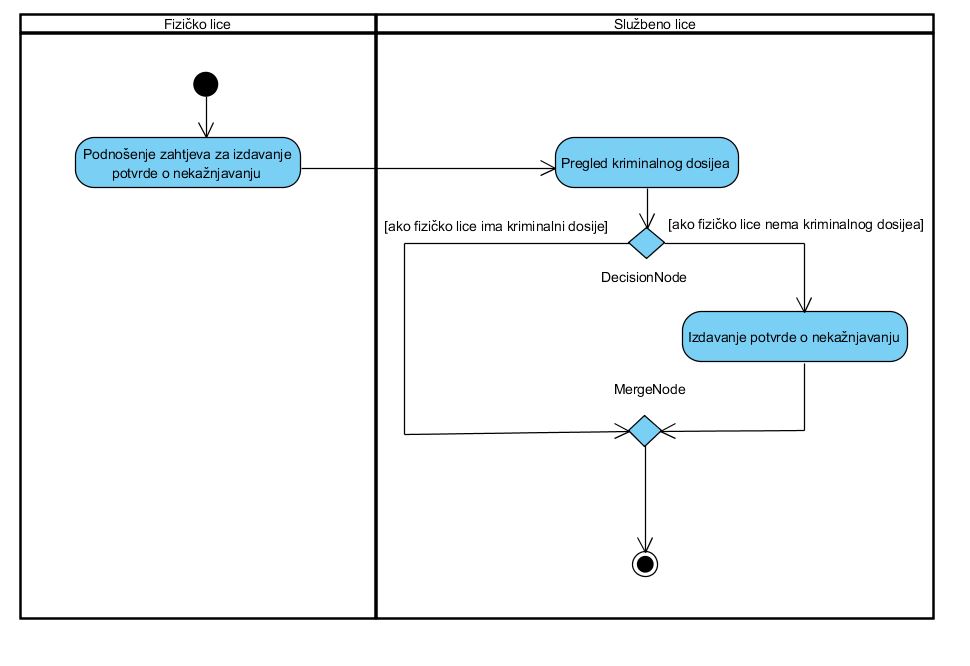 Fizičko lice
Službeno lice
Podnošenje zahtjeva za izdavanje
potvrde o nekažnjavanju
Pregled kriminalnog dosijea
[ako fizičko lice ima kriminalni dosije]
[ako fizičko lice nema kriminalnog dosijea]
DecisionNode
Izdavanje potvrde o nekažnjavanju
MergeNode